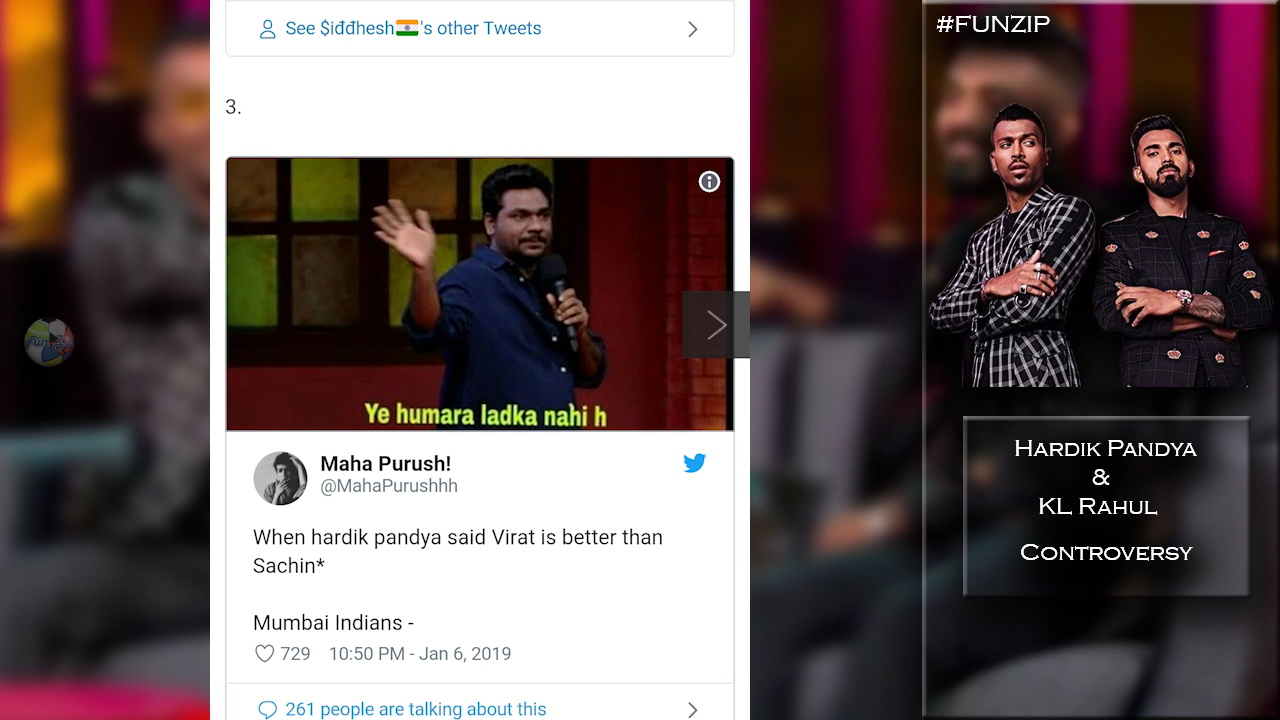 See $iđđhesh🇮🇳's other Tweets
3.
Ye humara ladka nahi h
Maha Purush!
@MahaPurushhh
When hardik pandya said Virat is better than
Sachin*
Mumbai Indians -
729 10:50 PM - Jan 6, 2019
261 people are talking about this
#FUNZIP
HARDIK PANDYA
&
KL RAHUL
CONTROVERSY